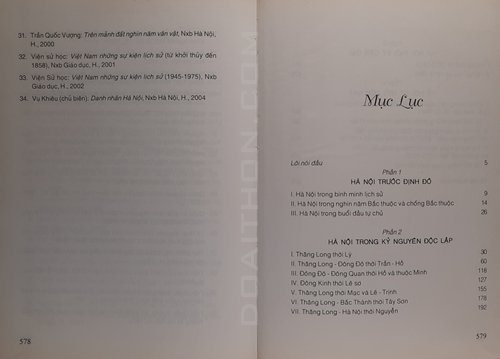 31. Trần Quốc Vượng: Trên mảnh đất nghìn năm văn vật, Nxb Hà Nội,
H., 2000
32. Viện sử học: Việt Nam những sự kiện lịch sử (từ khởi thủy đến
1858), Nxb Giáo dục, H., 2001
33. Viện Sử học: Việt Nam những sự kiện lịch sử (1945-1975), Nxb
Giáo dục, H., 2002
34. Vũ Khiêu (chủ biên): Danh nhân Hà Nội, Nxb Hà Nội, H., 2004
578
DOAITHON.COM
Mục Lục
Lời nói đầu 5
Phần 1
HÀ NỘI TRƯỚC ĐỊNH ĐÔ
I. Hà Nội trong bình minh lịch sử 9
II. Hà Nội trong nghìn năm Bắc thuộc và chống Bắc thuộc 14
III. Hà Nội trong buổi đầu tự chủ 26
Phần 2
HÀ NỘI TRONG KỶ NGUYÊN ĐỘC LẬP
I. Thăng Long thời Lý 30
II. Thăng Long - Đông Đô thời Trần - Hồ 60
III. Đông Đô - Đông Quan thời Hồ và thuộc Minh 118
IV. Đông Kinh thời Lê sơ 127
V. Thăng Long thời Mạc và Lê - Trịnh 155
VI. Thăng Long - Bắc Thành thời Tây Sơn 178
VII. Thăng Long - Hà Nội thời Nguyễn 192
579